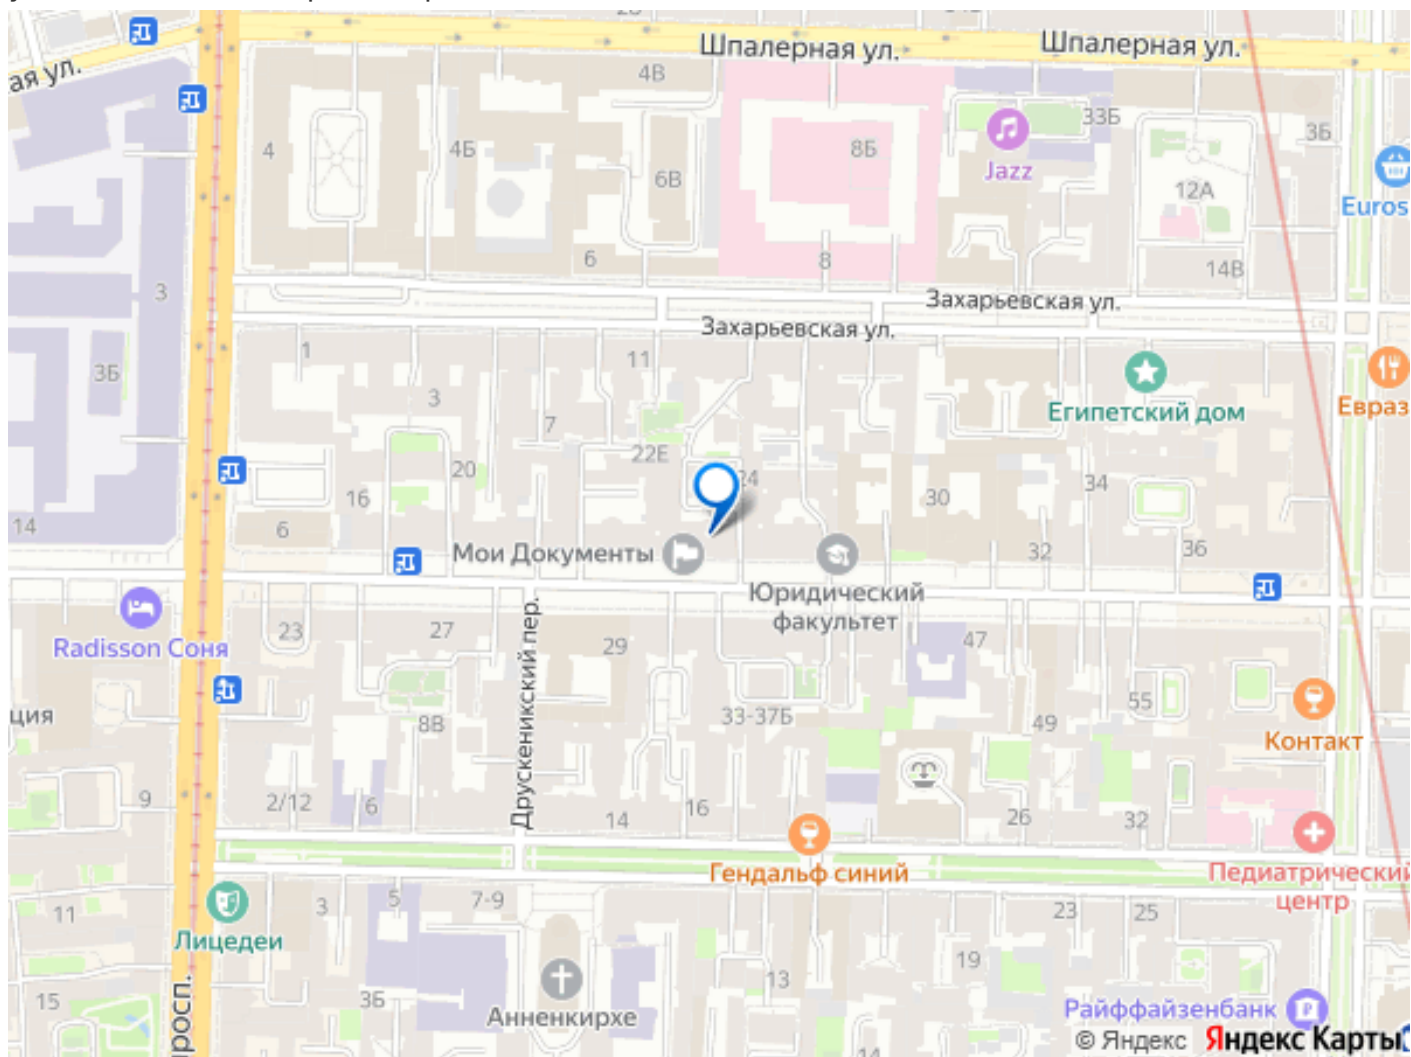 Шпалерная ул.
Шпалерная ул.
ая ул.
4В
33Б
3Б
4
4Б
8Б
6В
Jazz
12А
Euros
6
8
14В
3
Захарьевская ул.
Захарьевская ул.
1
11
3Б
3
Египетский дом
Евраз
7
22Е
20
24
34
16
30
14
6
Мои Документы
32
36
Юридический
факультет
Radisson Соня
23
27
29
47
Друскеникский пер.
ция
8В
33-37Б
49
55
Контакт
9
2/12
6
14
16
26
32
Гендальф синий
Педиатрический
центр
11
3
5
7-9
23
25
Лицедеи
19
13
15
3Б
Анненкирхе
просп.
Райффайзенбанк
14
© Яндекс Яндекс Карты